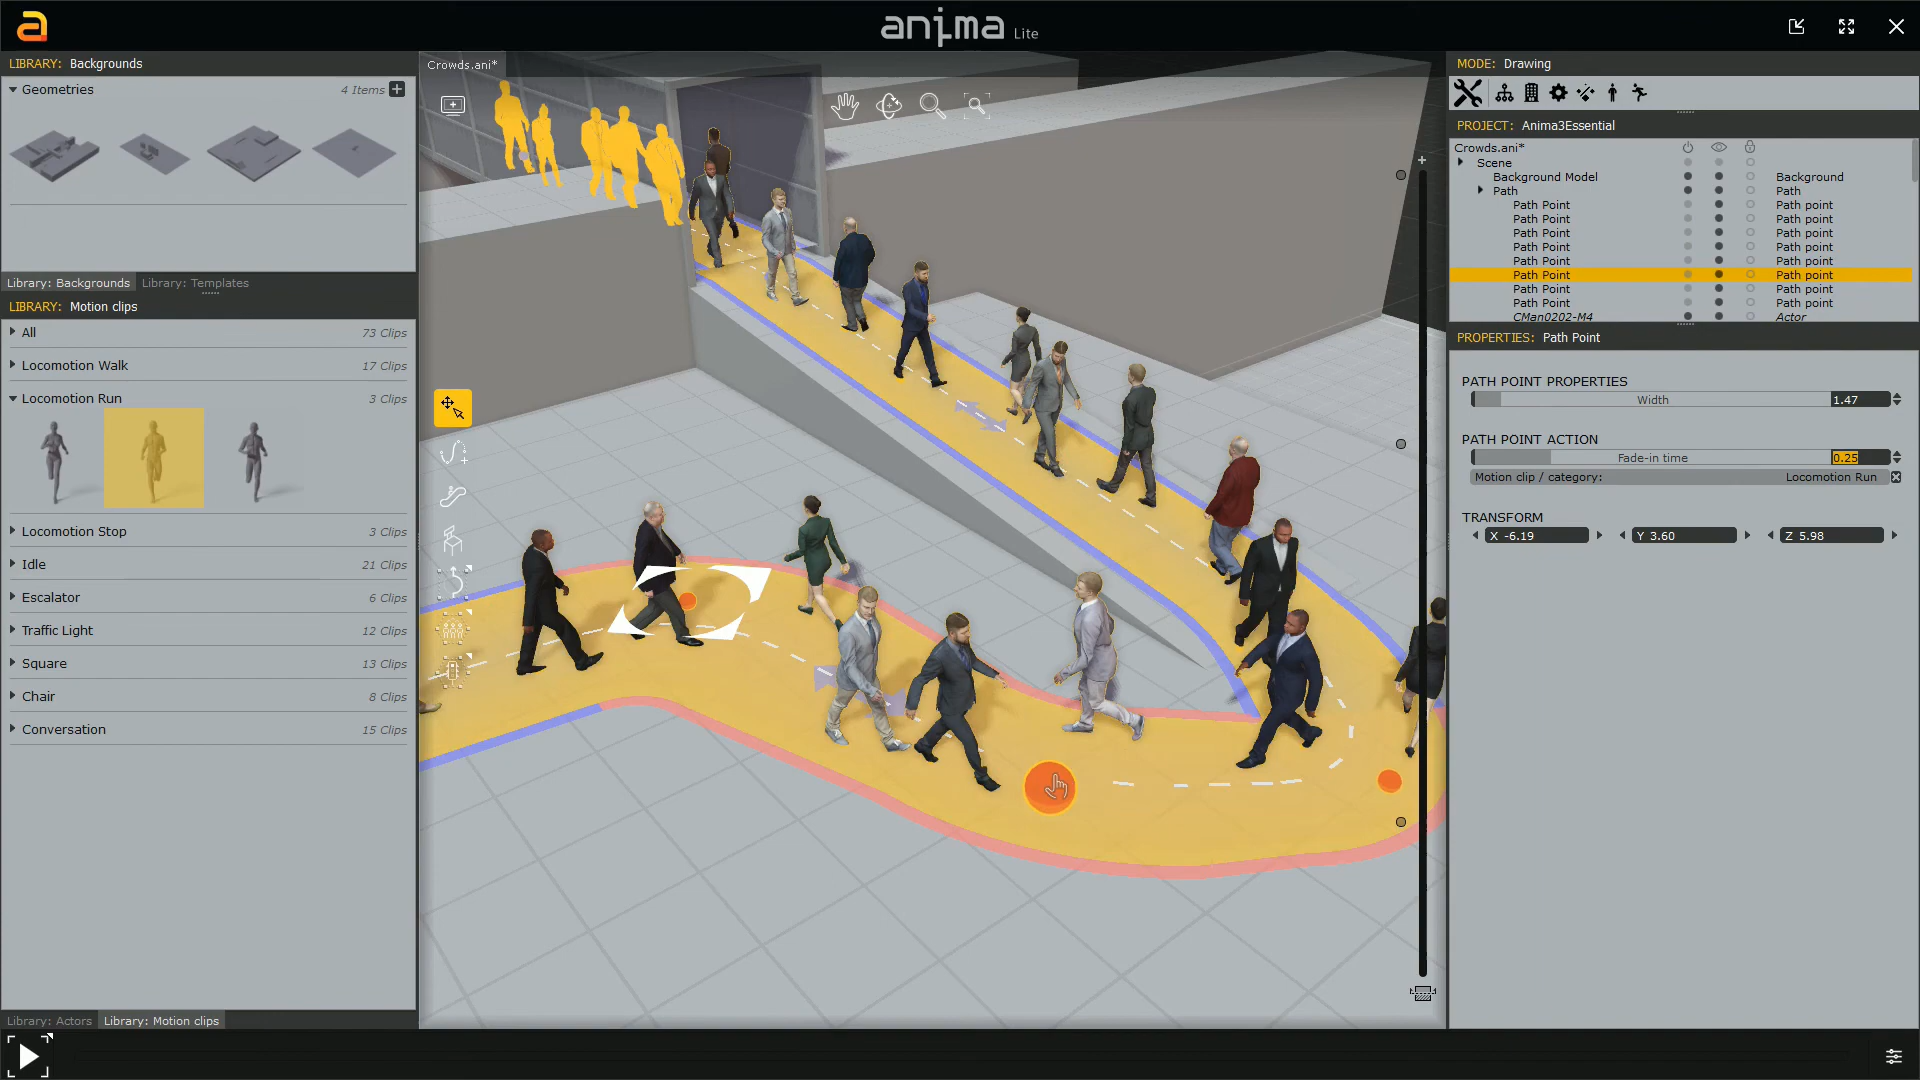 a
anima Lite
LIBRARY: Backgrounds
Geometries
4 Items
Library: Backgrounds
Library: Templates
LIBRARY: Motion clips
All
73 Clips
Locomotion Walk
17 Clips
Locomotion Run
3 Clips
Locomotion Stop
3 Clips
Idle
21 Clips
Escalator
6 Clips
Traffic Light
12 Clips
Square
13 Clips
Chair
8 Clips
Conversation
15 Clips
Library: Actors
Library: Motion clips
Crowds.ani*
MODE: Drawing
PROJECT: Anima3Essential
Crowds.ani*
Scene
Background Model Background
Path Path
Path Point Path point
Path Point Path point
Path Point Path point
Path Point Path point
Path Point Path point
Path Point Path point
Path Point Path point
Path Point Path point
CMan0202-M4 Actor
PROPERTIES: Path Point
PATH POINT PROPERTIES
Width 1.47
PATH POINT ACTION
Fade-in time 0.25
Motion clip / category: Locomotion Run
TRANSFORM
X -6.19 Y 3.60 Z 5.98